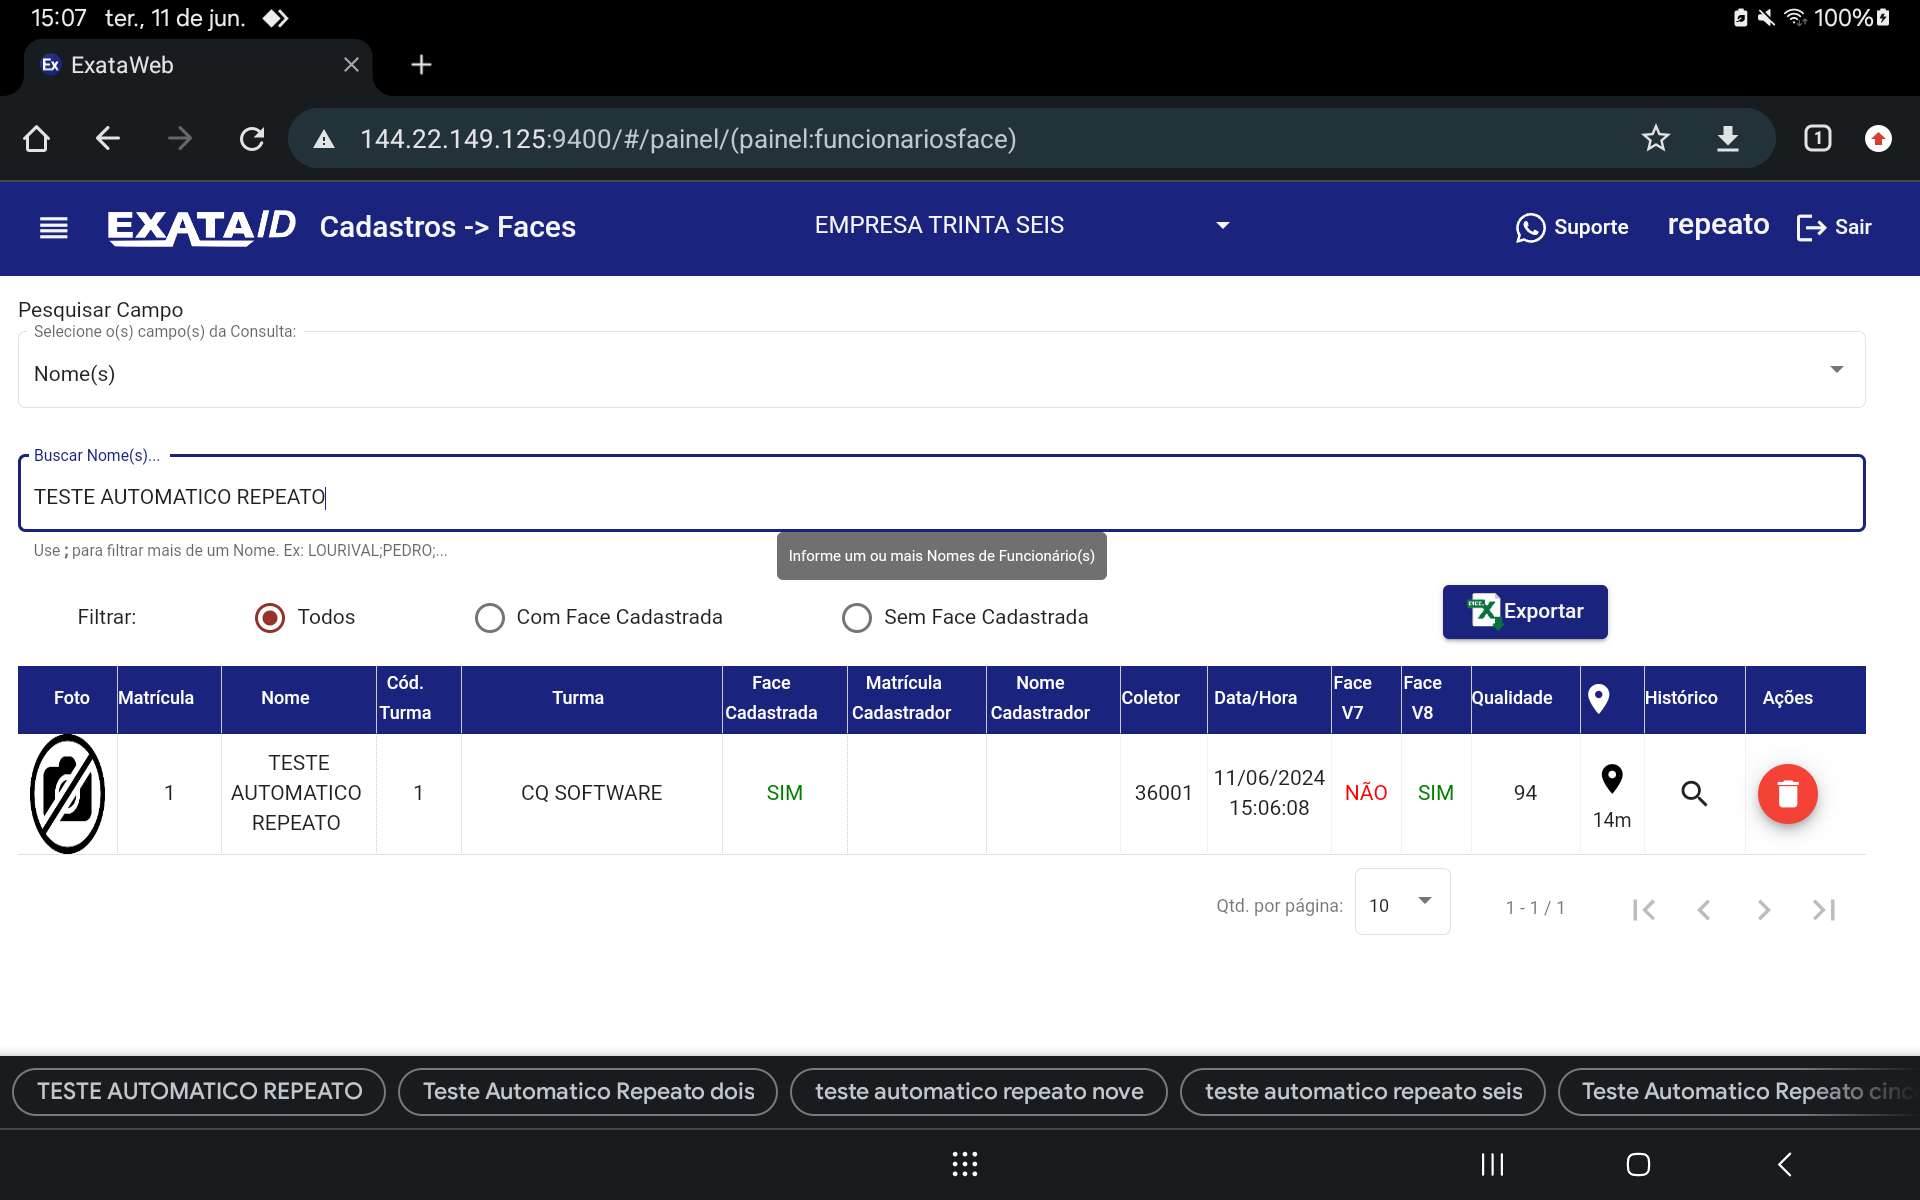 15:07 ter., 11 de jun. 100%
Ex ExataWeb
144.22.149.125:9400/#/painel/(painel:funcionariosface) 1
EXATA/D Cadastros -> Faces EMPRESA TRINTA SEIS Suporte repeato Sair
Pesquisar Campo
Selecione o(s) campo(s) da Consulta:
Nome(s)
Buscar Nome(s)...
TESTE AUTOMATICO REPEATO
Use ; para filtrar mais de um Nome. Ex: LOURIVAL;PEDRO;...
Informe um ou mais Nomes de Funcionário(s)
Filtrar: Todos Com Face Cadastrada Sem Face Cadastrada Exportar
Foto Matrícula Nome Cód. Turma Turma Face Cadastrada Matrícula Cadastrador Nome Cadastrador Coletor Data/Hora Face V7 Face V8 Qualidade Histórico Ações
1 TESTE AUTOMATICO REPEATO 1 CQ SOFTWARE SIM 36001 11/06/2024 15:06:08 NÃO SIM 94 14m
Qtd. por página: 10 1 - 1 / 1
TESTE AUTOMATICO REPEATO Teste Automatico Repeato dois teste automatico repeato nove teste automatico repeato seis Teste Automatico Repeato cinc